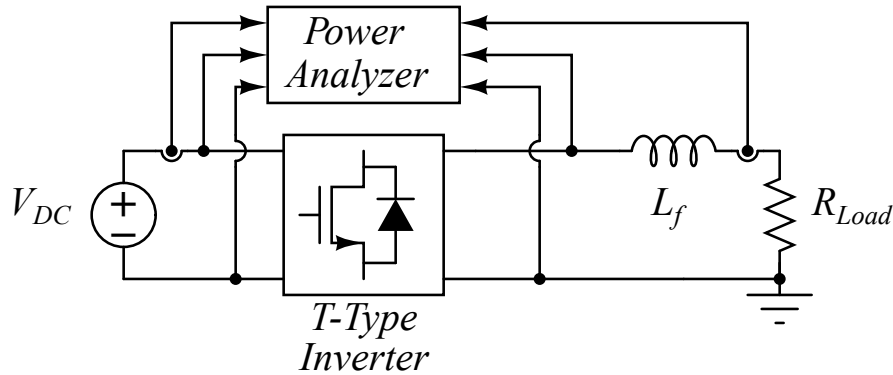 Power
Analyzer
V_DC
+
−
L_f
R_Load
T-Type
Inverter